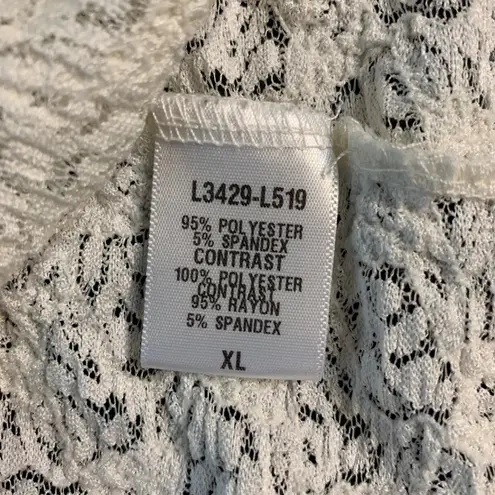 L3429-L519
95% POLYESTER
5% SPANDEX
CONTRAST
100% POLYESTER
CONTRAST
95% RAYON
5% SPANDEX
XL